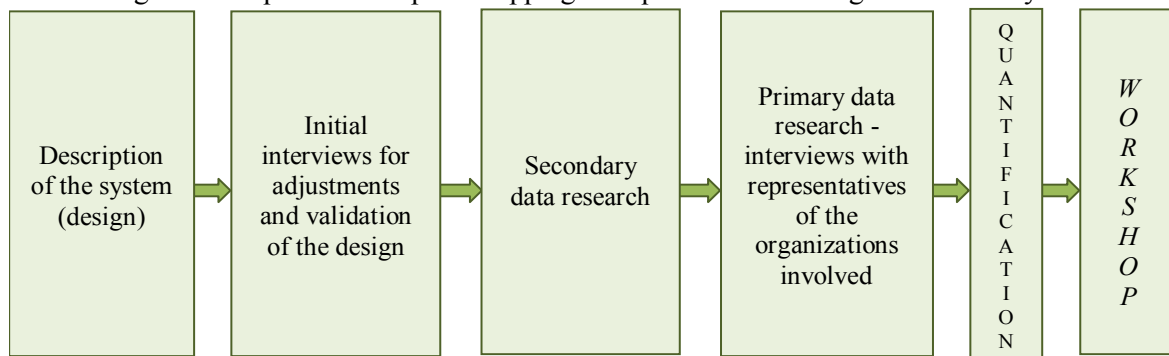 Description
of the system
(design)
Initial
interviews for
adjustments
and validation
of the design
Secondary
data research
Primary data
research -
interviews with
representatives
of the
organizations
involved
QUANTIFICATION
WORKSHOP